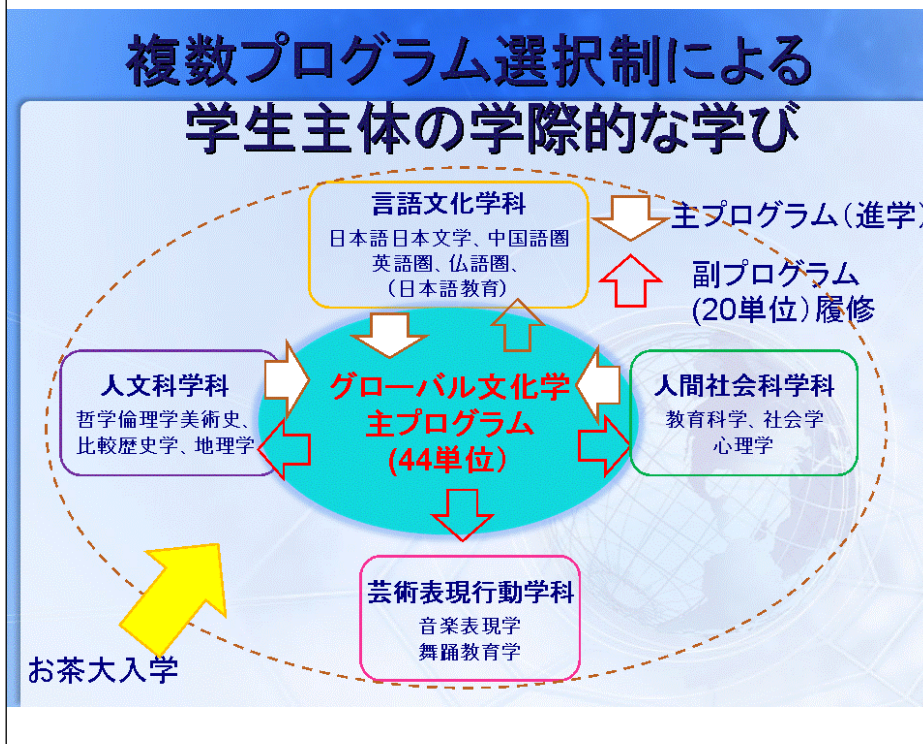 複数プログラム選択制による
学生主体の学際的な学び
言語文化学科
日本語日本文学、中国語圏
英語圏、仏語圏、
(日本語教育)
主プログラム(進学)
副プログラム
(20単位)履修
人文科学科
哲学倫理学美術史、
比較歴史学、地理学
グローバル文化学
主プログラム
(44単位)
人間社会科学科
教育科学、社会学
心理学
芸術表現行動学科
音楽表現学
舞踊教育学
お茶大入学